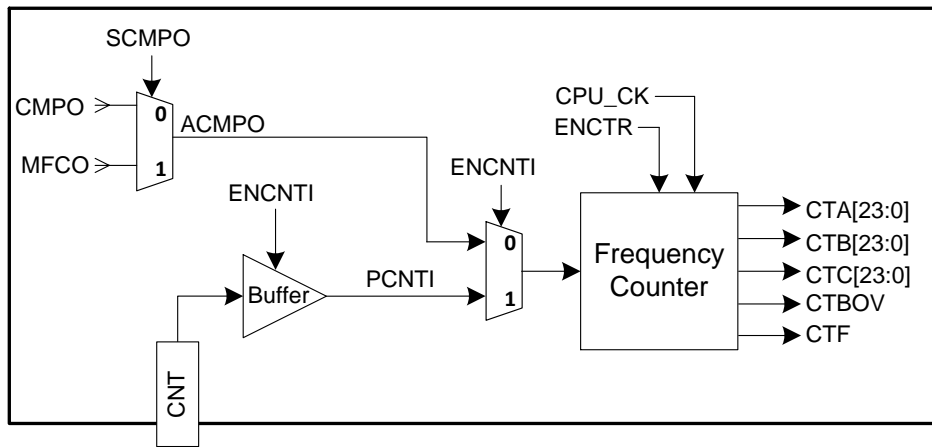 SCMPO
CMPO
0
ACMPO
MFCO
1
CPU_CK
ENCTR
ENCNTI
ENCNTI
0
1
Buffer
PCNTI
CNT
Frequency
Counter
CTA[23:0]
CTB[23:0]
CTC[23:0]
CTBOV
CTF